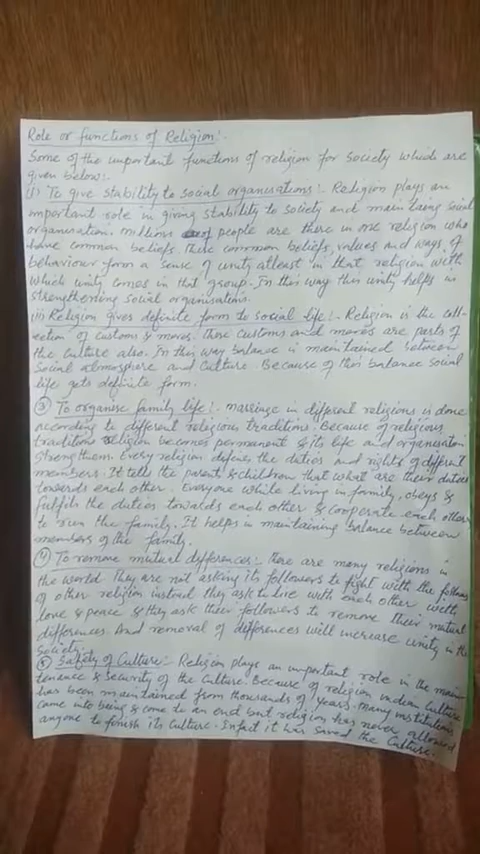 Role or functions of Religion:-
Some of the important functions of religion for society which are
given below:-
(i) To give stability to social organisations:- Religion plays an
important role in giving stability to society and maintaing social
organisation. millions of people are there in one religion who
have common beliefs. These common beliefs, values and ways of
behaviour form a sense of unity atleast in that religion with
which unity comes in that group. In this way this unity helps in
strengthening social organisations.
(ii) Religion gives definite form to social life:- Religion is the coll-
ection of customs & mores. These customs and mores are parts of
the culture also. In this way balance is maintained between
social atmosphere and culture. Because of this balance social
life gets definite form.
(3) To organise family life:- marriage in different religions is done
according to different religious traditions. Because of religious
traditions religion becomes permanent & its life and organisation
strengthens. Every religion defines the duties and rights of different
members. It tells the parent & children that what are their duties
towards each other. Everyone while living in family, obeys &
fulfils the duties towards each other & cooperate each other
to run the family. It helps in maintaining balance between
members of the family.
(4) To remove mutual differences:- There are many religions in
the world. They are not asking its followers to fight with the
of other religion instead they ask to live with each other with
love & peace & they ask their followers to remove their mutual
differences. And removal of differences will increase unity in the
society.
(5) Safety of Culture:- Religion plays an important role in the main-
tenance & security of the culture. Because of religion Indian Culture
has been maintained from thousands of years. Many institutions
came into being & come to an end but religion has never allowed
anyone to finish its culture. Infact it has saved the Culture.